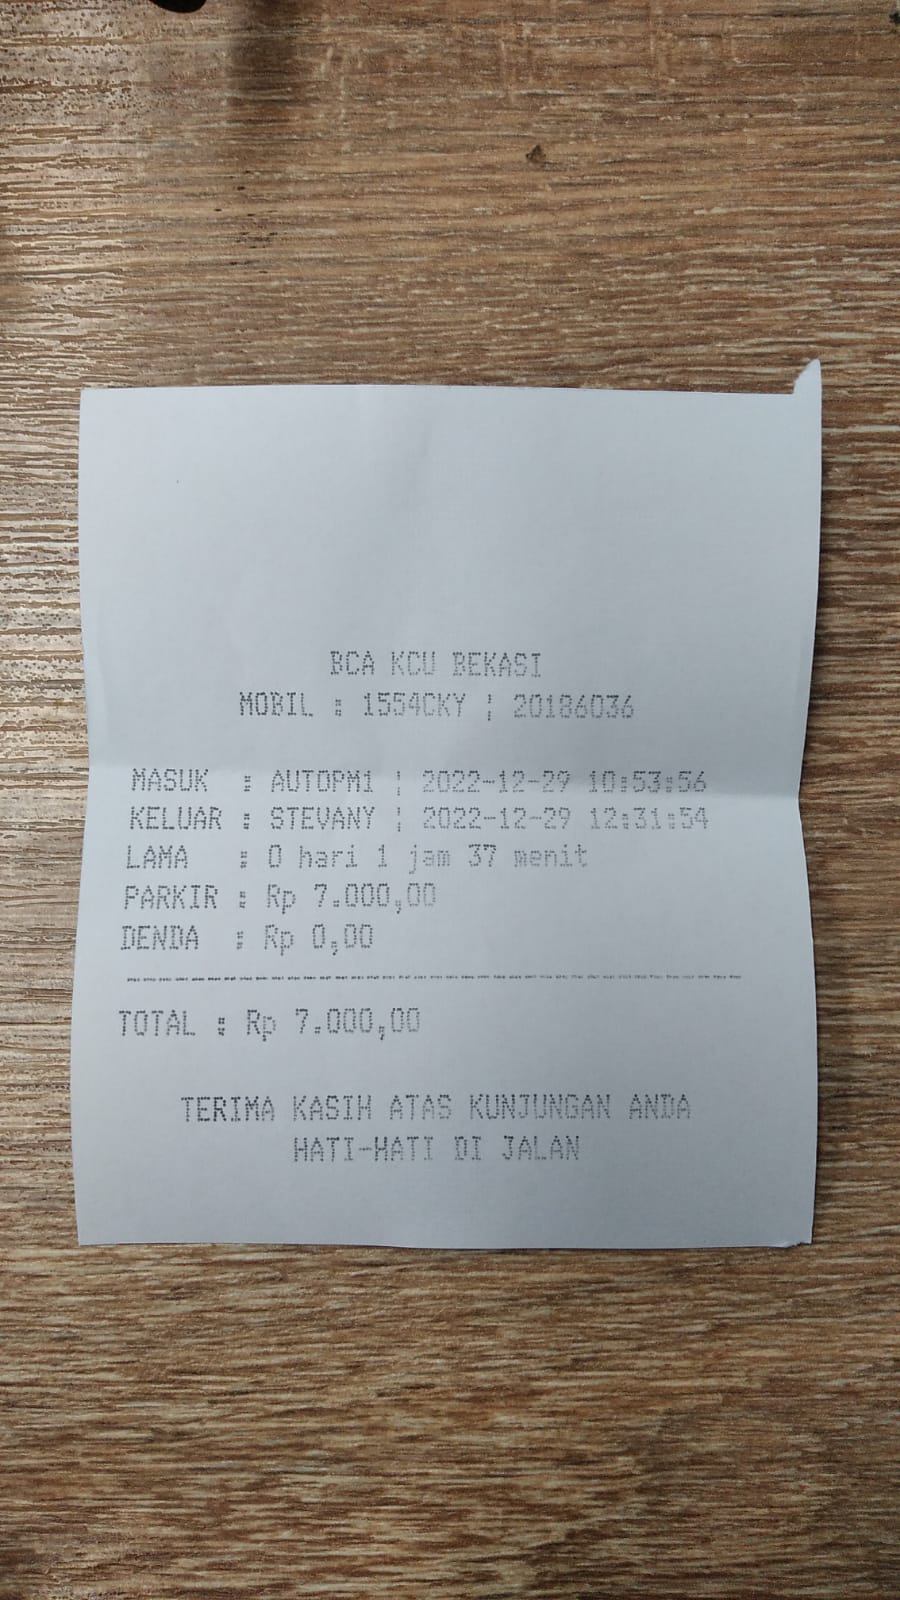 BCA KCU BEKASI
MOBIL : 1554CKY ¦ 20186036
MASUK : AUTOPM1 ¦ 2022-12-29 10:53:56
KELUAR : STEVANY ¦ 2022-12-29 12:31:54
LAMA : 0 hari 1 jam 37 menit
PARKIR : Rp 7.000,00
DENDA : Rp 0,00
--------------------------------
TOTAL : Rp 7.000,00
TERIMA KASIH ATAS KUNJUNGAN ANDA
HATI-HATI DI JALAN